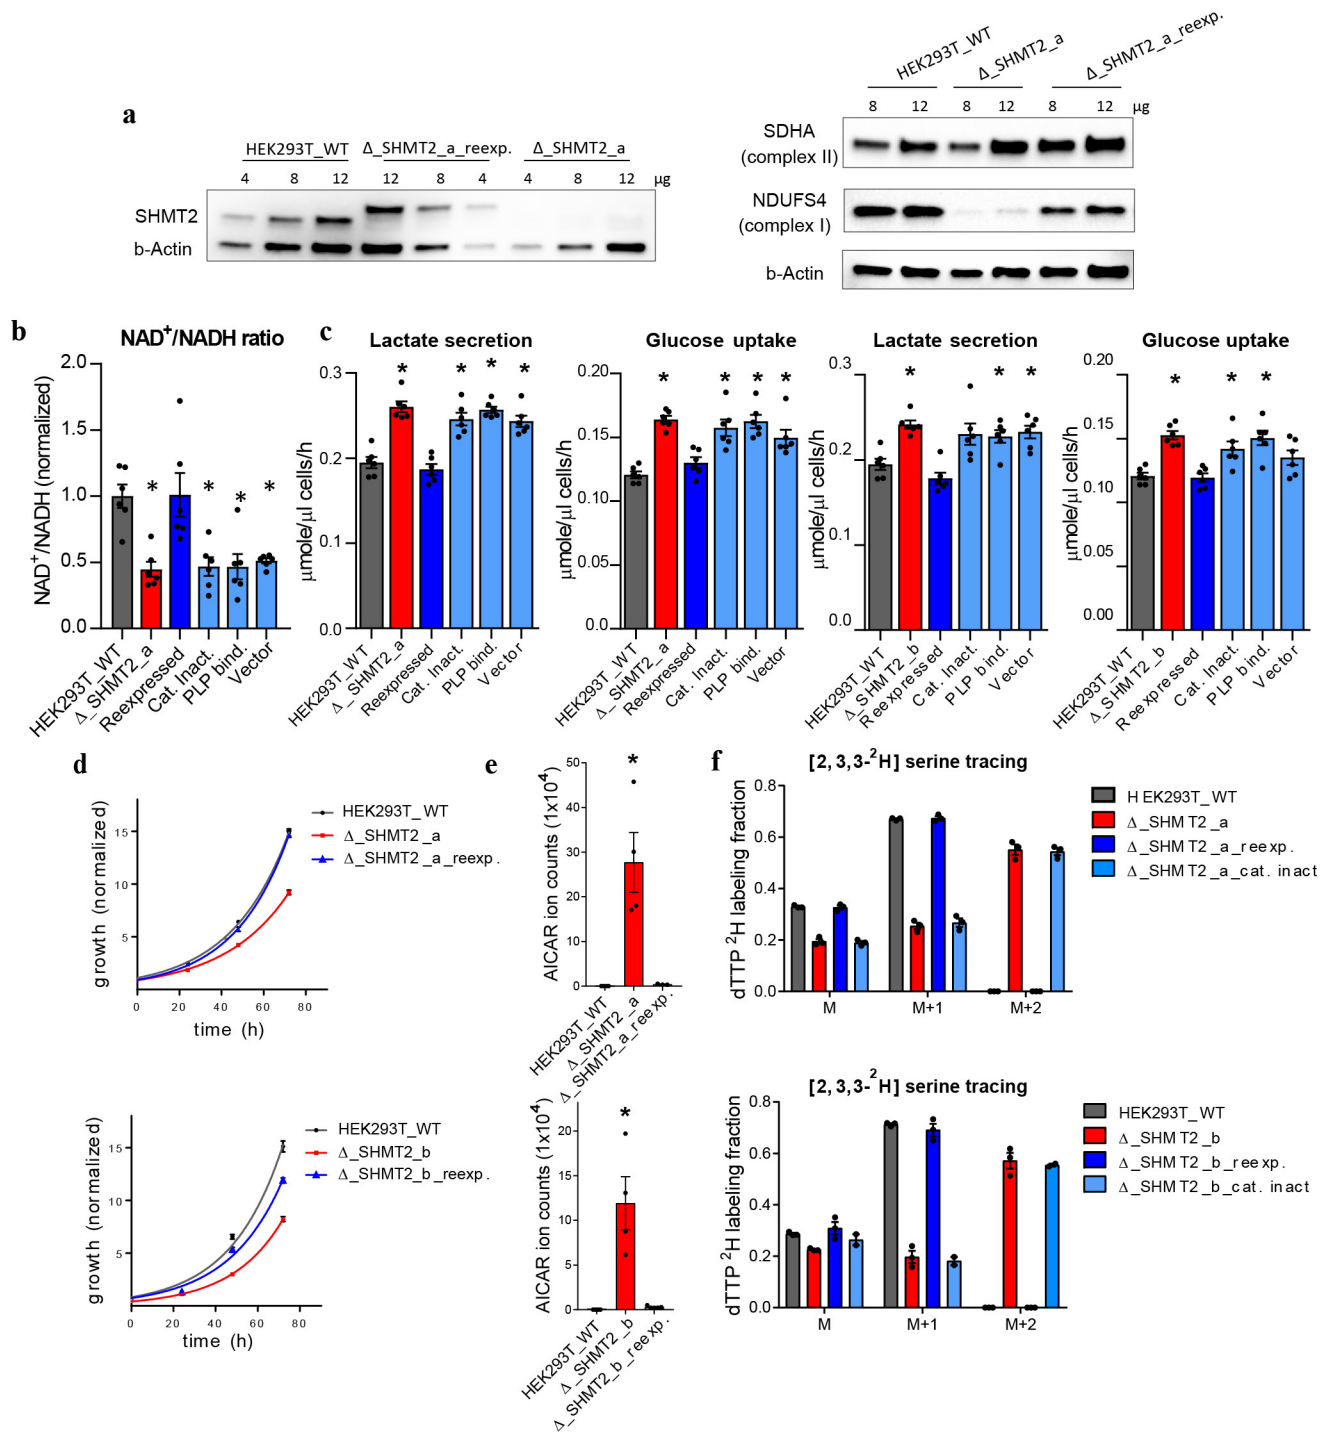 a
HEK293T_WT Δ_SHMT2_a_reexp. Δ_SHMT2_a
4 8 12 12 8 4 4 8 12 µg
SHMT2
b-Actin
HEK293T_WT Δ_SHMT2_a Δ_SHMT2_a_reexp.
8 12 8 12 8 12 µg
SDHA
(complex II)
NDUFS4
(complex I)
b-Actin
b
NAD+/NADH ratio
NAD+/NADH (normalized)
2.0
1.5
1.0
0.5
0.0
* * * *
HEK293T_WT
Δ_SHMT2_a
Reexpressed
Cat. Inact.
PLP bind.
Vector
c
Lactate secretion
µmole/µl cells/h
0.3
0.2
0.1
0.0
* * * *
HEK293T_WT
Δ_SHMT2_a
Reexpressed
Cat. Inact.
PLP bind.
Vector
Glucose uptake
µmole/µl cells/h
0.20
0.15
0.10
0.05
0.00
* * * *
HEK293T_WT
Δ_SHMT2_a
Reexpressed
Cat. Inact.
PLP bind.
Vector
Lactate secretion
µmole/µl cells/h
0.3
0.2
0.1
0.0
* * *
HEK293T_WT
Δ_SHMT2_b
Reexpressed
Cat. Inact.
PLP bind.
Vector
Glucose uptake
µmole/µl cells/h
0.20
0.15
0.10
0.05
0.00
* * *
HEK293T_WT
Δ_SHMT2_b
Reexpressed
Cat. Inact.
PLP bind.
Vector
d
growth (normalized)
15
10
5
0 20 40 60 80
time (h)
HEK293T_WT
Δ_SHMT2_a
Δ_SHMT2_a_reexp.
growth (normalized)
15
10
5
0 20 40 60 80
time (h)
HEK293T_WT
Δ_SHMT2_b
Δ_SHMT2_b_reexp.
e
AICAR ion counts (1x104)
50
40
30
20
10
0
*
HEK293T_WT
Δ_SHMT2_a
Δ_SHMT2_a_reexp.
AICAR ion counts (1x104)
20
15
10
5
0
*
HEK293T_WT
Δ_SHMT2_b
Δ_SHMT2_b_reexp.
f
[2,3,3-2H] serine tracing
dTTP 2H labeling fraction
0.8
0.6
0.4
0.2
0.0
M M+1 M+2
HEK293T_WT
Δ_SHMT2_a
Δ_SHMT2_a_reexp.
Δ_SHMT2_a_cat. inact
[2,3,3-2H] serine tracing
dTTP 2H labeling fraction
0.8
0.6
0.4
0.2
0.0
M M+1 M+2
HEK293T_WT
Δ_SHMT2_b
Δ_SHMT2_b_reexp.
Δ_SHMT2_b_cat. inact